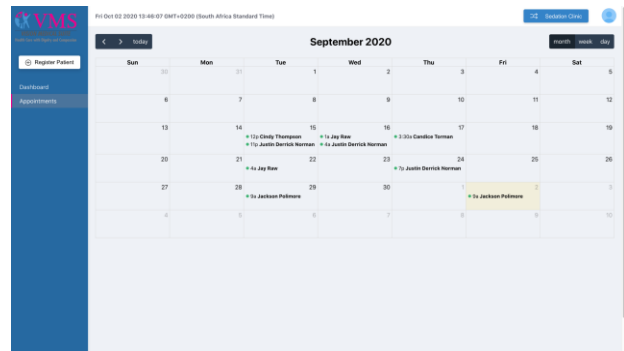 VMS
Fri Oct 02 2020 13:46:07 GMT+0200 (South Africa Standard Time)
Sedation Clinic
Register Patient
Dashboard
Appointments
today
September 2020
month week day
Sun Mon Tue Wed Thu Fri Sat
30 31 1 2 3 4 5
6 7 8 9 10 11 12
13 14 15 16 17 18 19
12p Cindy Thompson 1a Jay Raw 3:30a Candice Torman
11p Justin Derrick Norman 4a Justin Derrick Norman
20 21 22 23 24 25 26
4a Jay Raw 7p Justin Derrick Norman
27 28 29 30 1 2 3
9a Jackson Polimore 9a Jackson Polimore
4 5 6 7 8 9 10